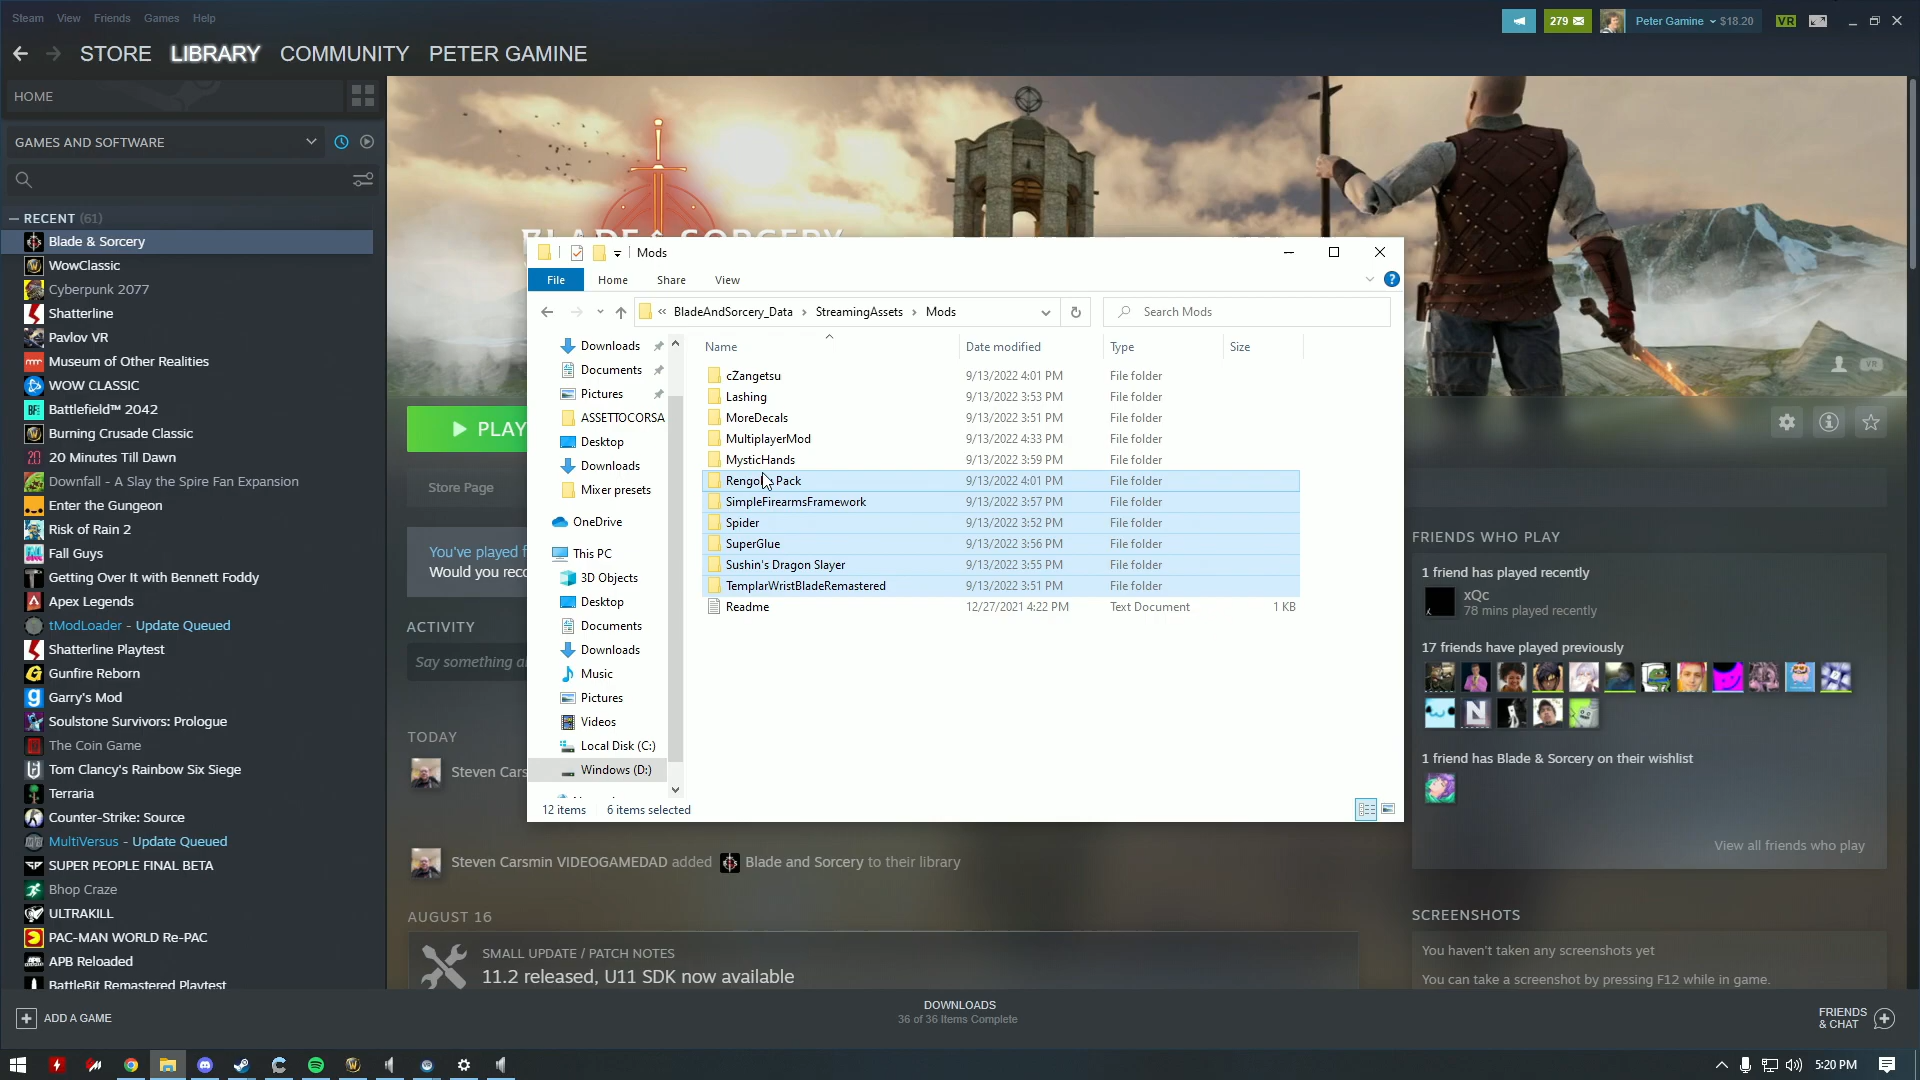 Steam View Friends Games Help
279
Peter Gamine $18.20
VR
STORE LIBRARY COMMUNITY PETER GAMINE
HOME
GAMES AND SOFTWARE
RECENT (61)
Blade & Sorcery
WowClassic
Cyberpunk 2077
Shatterline
Pavlov VR
Museum of Other Realities
WOW CLASSIC
Battlefield™ 2042
Burning Crusade Classic
20 Minutes Till Dawn
Downfall - A Slay the Spire Fan Expansion
Enter the Gungeon
Risk of Rain 2
Fall Guys
Getting Over It with Bennett Foddy
Apex Legends
tModLoader - Update Queued
Shatterline Playtest
Gunfire Reborn
Garry's Mod
Soulstone Survivors: Prologue
The Coin Game
Tom Clancy's Rainbow Six Siege
Terraria
Counter-Strike: Source
MultiVersus - Update Queued
SUPER PEOPLE FINAL BETA
Bhop Craze
ULTRAKILL
PAC-MAN WORLD Re-PAC
APB Reloaded
BattleBit Remastered Playtest
ADD A GAME
BLADE & SORCERY
PLAY
Store Page
You've played f
Would you reco
ACTIVITY
Say something a
TODAY
Steven Cars
Steven Carsmin VIDEOGAMEDAD added Blade and Sorcery to their library
AUGUST 16
SMALL UPDATE / PATCH NOTES
11.2 released, U11 SDK now available
Mods
File Home Share View
« BladeAndSorcery_Data › StreamingAssets › Mods
Search Mods
Downloads
Documents
Pictures
ASSETTOCORSA
Desktop
Downloads
Mixer presets
OneDrive
This PC
3D Objects
Desktop
Documents
Downloads
Music
Pictures
Videos
Local Disk (C:)
Windows (D:)
Name Date modified Type Size
cZangetsu 9/13/2022 4:01 PM File folder
Lashing 9/13/2022 3:53 PM File folder
MoreDecals 9/13/2022 3:51 PM File folder
MultiplayerMod 9/13/2022 4:33 PM File folder
MysticHands 9/13/2022 3:59 PM File folder
Pack 9/13/2022 4:01 PM File folder
SimpleFirearmsFramework 9/13/2022 3:57 PM File folder
Spider 9/13/2022 3:52 PM File folder
SuperGlue 9/13/2022 3:56 PM File folder
Sushin's Dragon Slayer 9/13/2022 3:55 PM File folder
TemplarWristBladeRemastered 9/13/2022 3:51 PM File folder
Readme 12/27/2021 4:22 PM Text Document 1 KB
12 items 6 items selected
VR
FRIENDS WHO PLAY
1 friend has played recently
xQc
78 mins played recently
17 friends have played previously
1 friend has Blade & Sorcery on their wishlist
View all friends who play
SCREENSHOTS
You haven't taken any screenshots yet
You can take a screenshot by pressing F12 while in game.
DOWNLOADS
36 of 36 Items Complete
FRIENDS
& CHAT
5:20 PM